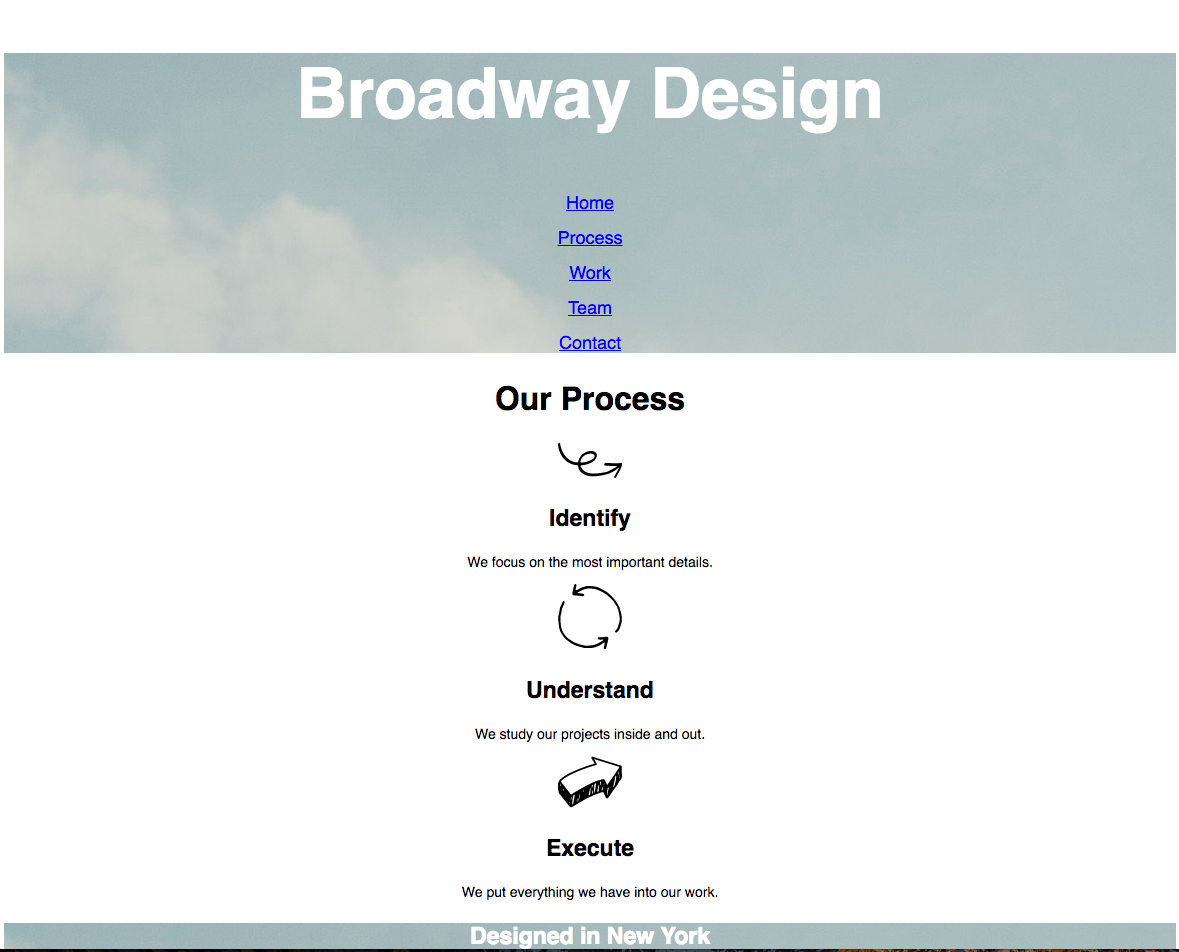 Broadway Design
Home
Process
Work
Team
Contact
Our Process
Identify
We focus on the most important details.
Understand
We study our projects inside and out.
Execute
We put everything we have into our work.
Designed in New York